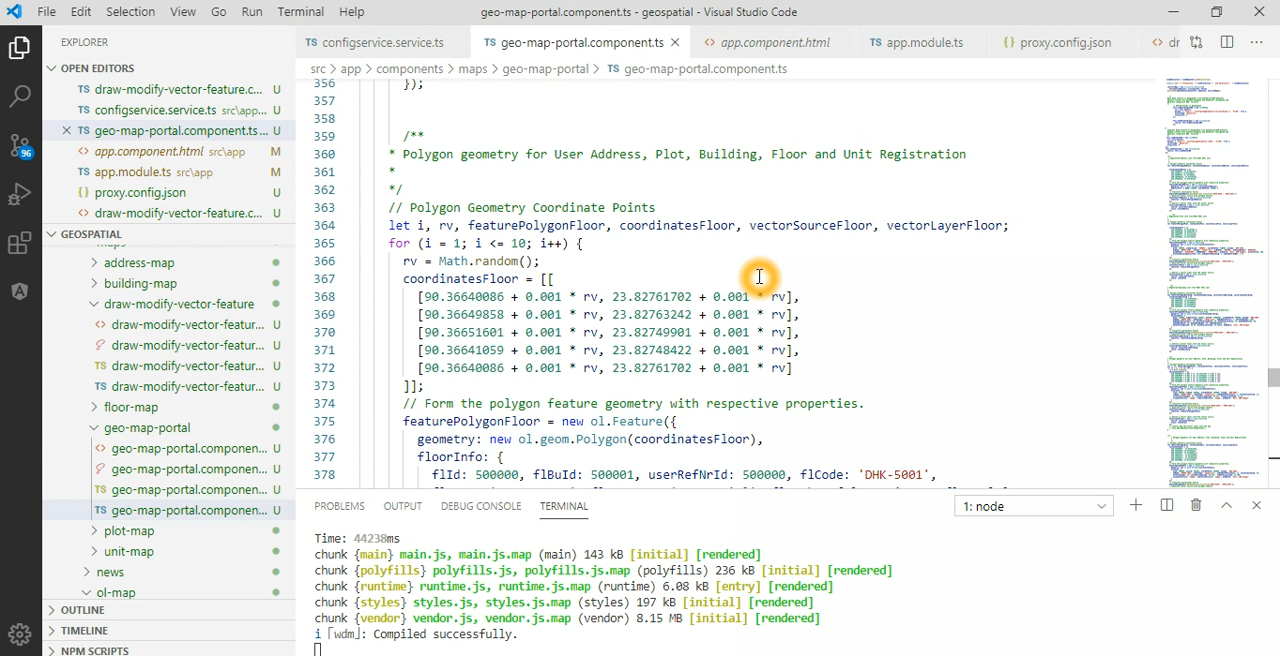 File Edit Selection View Go Run Terminal Help geo-map-portal.component.ts - geospatial - Visual Studio Code
EXPLORER
OPEN EDITORS
TS draw-modify-vector-feature.c... U
TS configservice.service.ts src\app... U
TS geo-map-portal.component.ts... U
<> app.component.html src\app M
TS app.module.ts src\app M
{} proxy.config.json U
<> draw-modify-vector-feature.c... U
GEOSPATIAL
maps
address-map
building-map
draw-modify-vector-feature
<> draw-modify-vector-featur... U
draw-modify-vector-featur... U
TS draw-modify-vector-featur... U
TS draw-modify-vector-featur... U
floor-map
geo-map-portal
<> geo-map-portal.componen... U
geo-map-portal.componen... U
TS geo-map-portal.componen... U
TS geo-map-portal.componen... U
plot-map
unit-map
news
ol-map
OUTLINE
TIMELINE
NPM SCRIPTS
96
TS configservice.service.ts TS geo-map-portal.component.ts <> app.component.html TS app.module.ts {} proxy.config.json <> dr
src > app > components > maps > geo-map-portal > TS geo-map-portal.component.ts
356 });
357
358
359 /**
360 * Polygon geometry for User Address, Plot, Building, Floor and Unit Registration
361 *
362 */
363 // Polygon Geometry Coordinate Points
364 let i, rv, featurePolygonFloor, coordinatesFloor, vectorSourceFloor, vectorLayerFloor;
365 for (i = 1; i <= 10; i++) {
366 rv = Math.random();
367 coordinatesFloor = [[
368 [90.36640086 + 0.001 * rv, 23.82761702 + 0.001 * rv],
369 [90.36649839 + 0.001 * rv, 23.82763242 + 0.001 * rv],
370 [90.36652970 + 0.001 * rv, 23.82749901 + 0.001 * rv],
371 [90.36643218 + 0.001 * rv, 23.82748422 + 0.001 * rv],
372 [90.36640086 + 0.001 * rv, 23.82761702 + 0.001 * rv]
373 ]];
374 // Form the polygon feature geometry with respective properties.
375 featurePolygonFloor = new ol.Feature({
376 geometry: new ol.geom.Polygon(coordinatesFloor),
377 floorInfo: {
378 flId: 500000, flBuId: 500001, userRefNrId: 500000, flCode: 'DHK-5001',
PROBLEMS OUTPUT DEBUG CONSOLE TERMINAL 1: node
Time: 44238ms
chunk {main} main.js, main.js.map (main) 143 kB [initial] [rendered]
chunk {polyfills} polyfills.js, polyfills.js.map (polyfills) 236 kB [initial] [rendered]
chunk {runtime} runtime.js, runtime.js.map (runtime) 6.08 kB [entry] [rendered]
chunk {styles} styles.js, styles.js.map (styles) 197 kB [initial] [rendered]
chunk {vendor} vendor.js, vendor.js.map (vendor) 8.15 MB [initial] [rendered]
i ｢wdm｣: Compiled successfully.